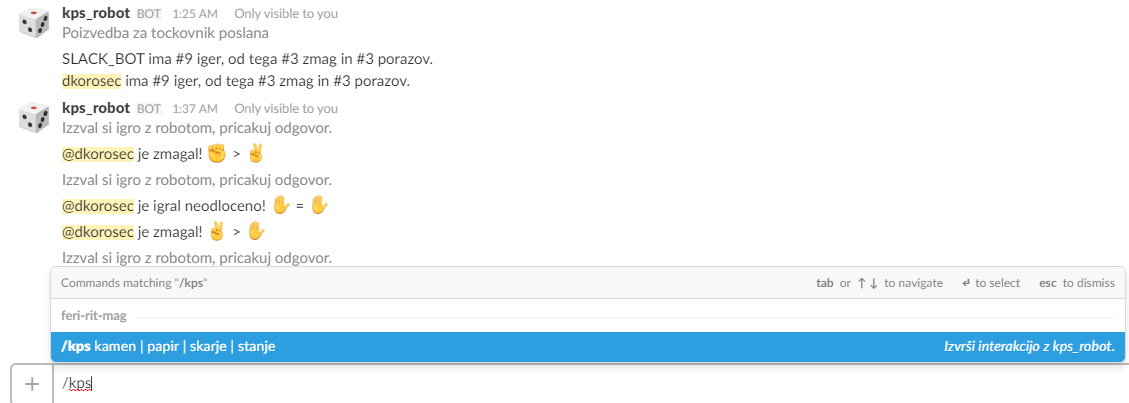 kps_robot BOT 1:25 AM Only visible to you
Poizvedba za tockovnik poslana
SLACK_BOT ima #9 iger, od tega #3 zmag in #3 porazov.
dkorosec ima #9 iger, od tega #3 zmag in #3 porazov.
kps_robot BOT 1:37 AM Only visible to you
Izzval si igro z robotom, pricakuj odgovor.
@dkorosec je zmagal! ✊ > ✌
Izzval si igro z robotom, pricakuj odgovor.
@dkorosec je igral neodloceno! ✋ = ✋
@dkorosec je zmagal! ✌ > ✋
Izzval si igro z robotom, pricakuj odgovor.
Commands matching "/kps" tab or ↑ ↓ to navigate ↵ to select esc to dismiss
feri-rit-mag
/kps kamen | papir | skarje | stanje Izvrši interakcijo z kps_robot.
+ /kps